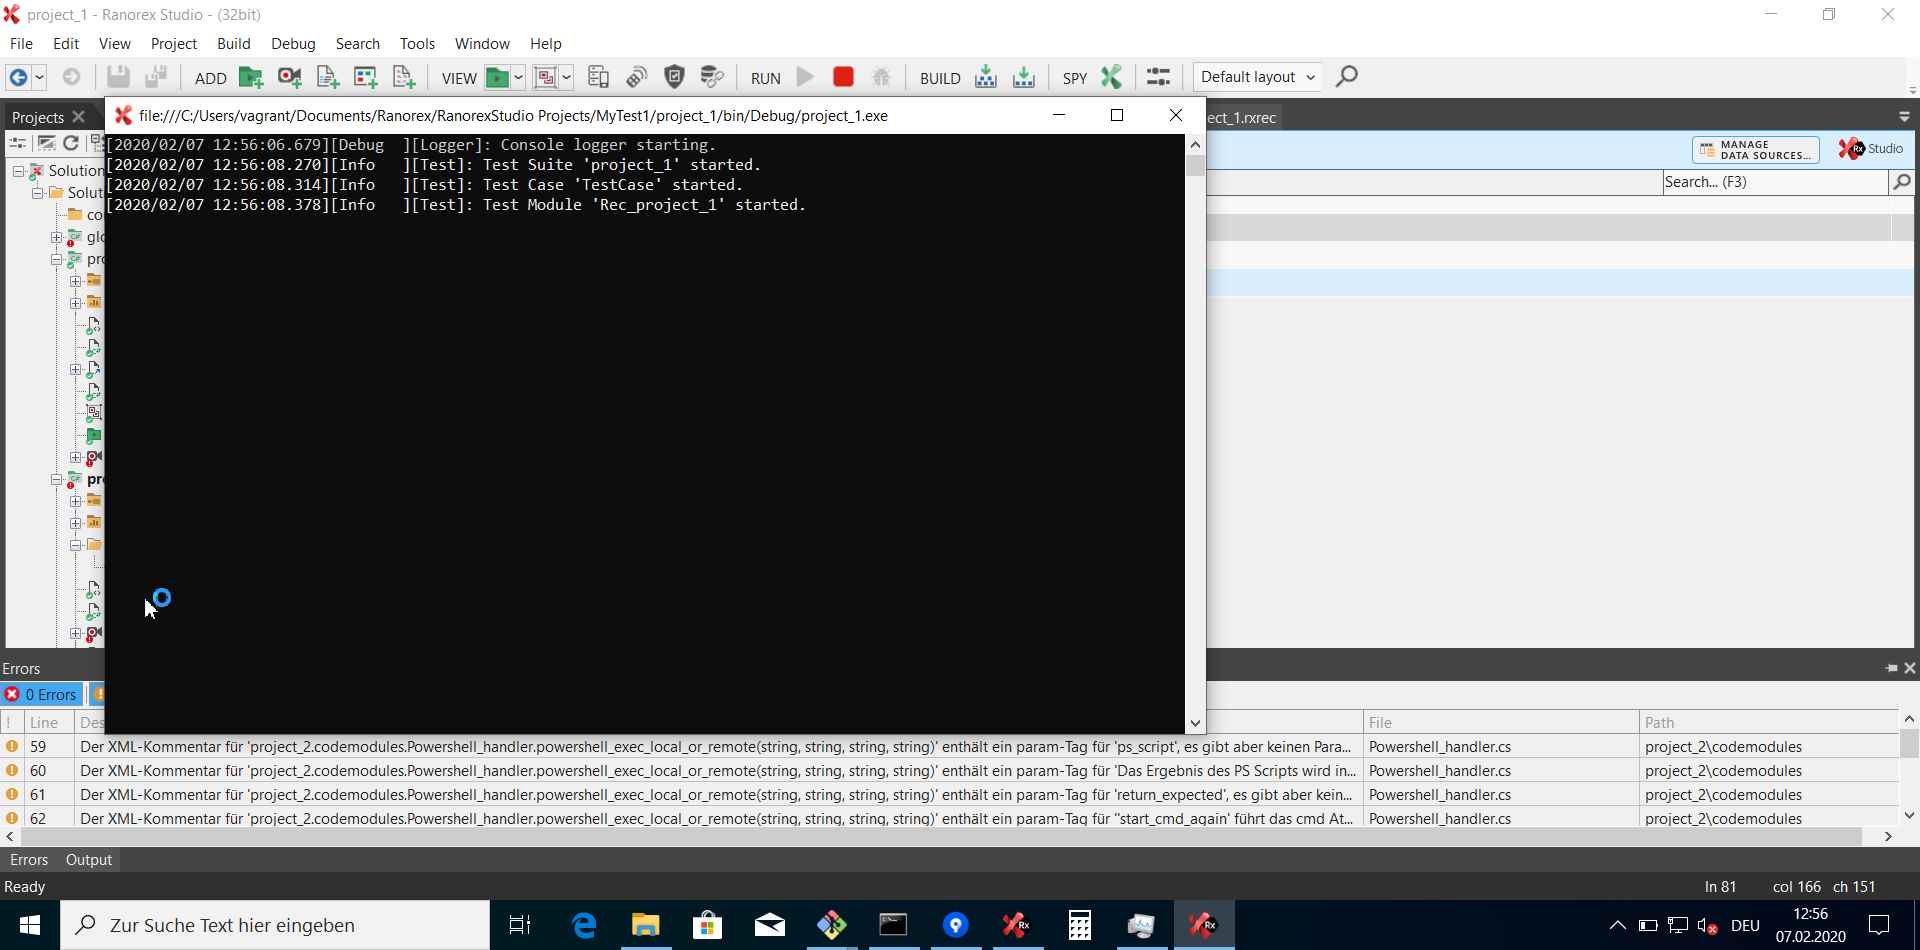 project_1 - Ranorex Studio - (32bit)
File Edit View Project Build Debug Search Tools Window Help
ADD VIEW RUN BUILD SPY Default layout
Projects
file:///C:/Users/vagrant/Documents/Ranorex/RanorexStudio Projects/MyTest1/project_1/bin/Debug/project_1.exe
ect_1.rxrec
[2020/02/07 12:56:06.679][Debug  ][Logger]: Console logger starting.
[2020/02/07 12:56:08.270][Info   ][Test]: Test Suite 'project_1' started.
[2020/02/07 12:56:08.314][Info   ][Test]: Test Case 'TestCase' started.
[2020/02/07 12:56:08.378][Info   ][Test]: Test Module 'Rec_project_1' started.
MANAGE
DATA SOURCES...
Rx Studio
Search... (F3)
Solution
Solut
co
glo
pro
pro
Errors
0 Errors
! Line Des File Path
59 Der XML-Kommentar für 'project_2.codemodules.Powershell_handler.powershell_exec_local_or_remote(string, string, string, string)' enthält ein param-Tag für 'ps_script', es gibt aber keinen Para... Powershell_handler.cs project_2\codemodules
60 Der XML-Kommentar für 'project_2.codemodules.Powershell_handler.powershell_exec_local_or_remote(string, string, string, string)' enthält ein param-Tag für 'Das Ergebnis des PS Scripts wird in... Powershell_handler.cs project_2\codemodules
61 Der XML-Kommentar für 'project_2.codemodules.Powershell_handler.powershell_exec_local_or_remote(string, string, string, string)' enthält ein param-Tag für 'return_expected', es gibt aber kein... Powershell_handler.cs project_2\codemodules
62 Der XML-Kommentar für 'project_2.codemodules.Powershell_handler.powershell_exec_local_or_remote(string, string, string, string)' enthält ein param-Tag für ''start_cmd_again' führt das cmd At... Powershell_handler.cs project_2\codemodules
Errors Output
Ready ln 81 col 166 ch 151
Zur Suche Text hier eingeben
DEU
12:56
07.02.2020